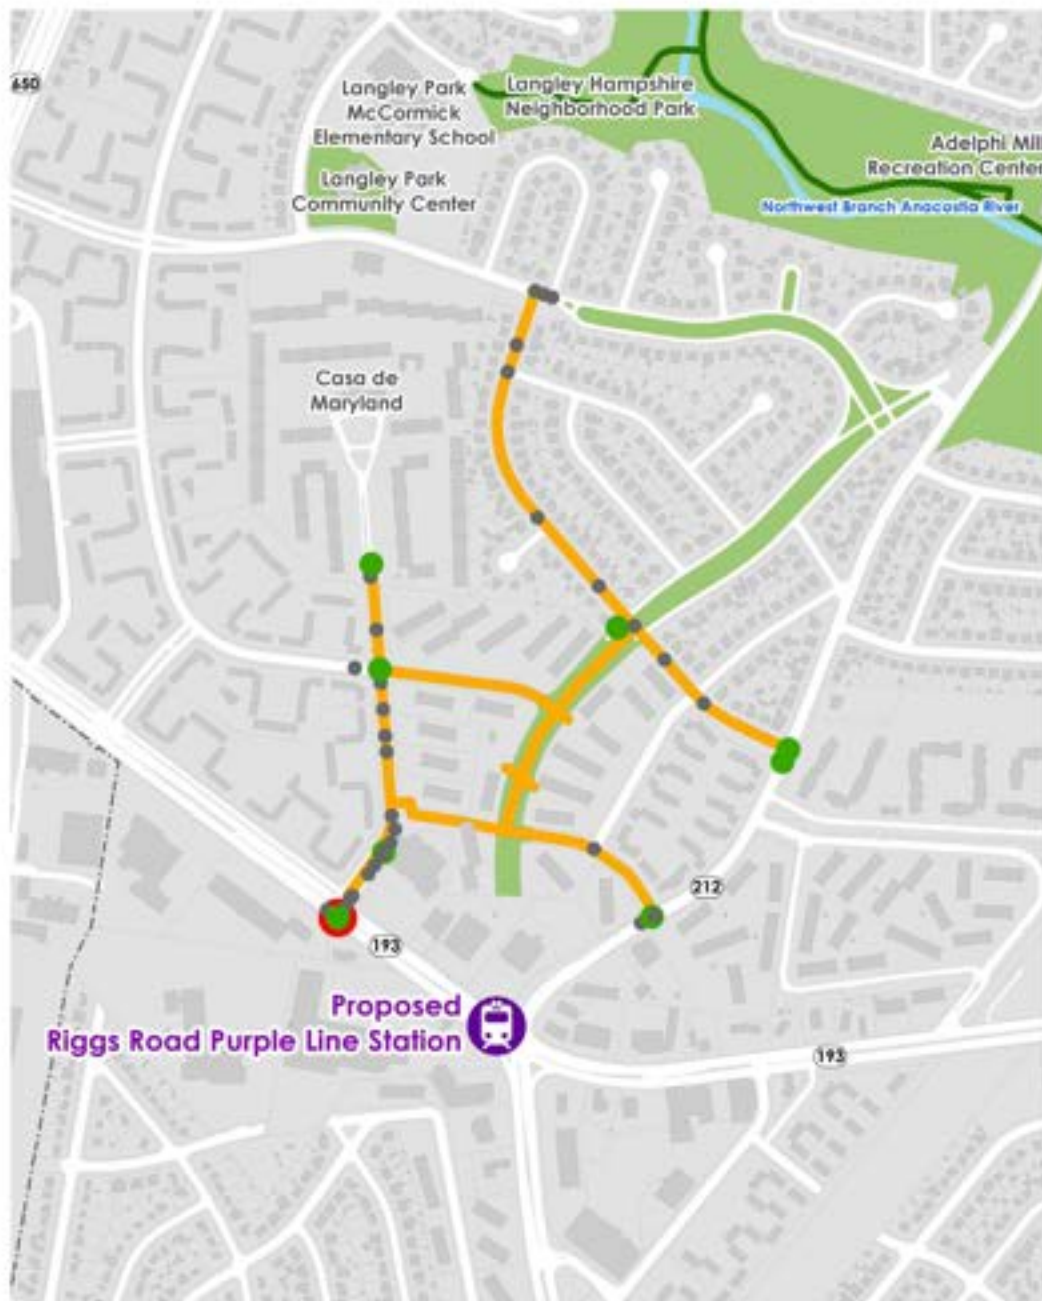 650
Langley Park
McCormick
Elementary School
Langley Hampshire
Neighborhood Park
Adelphi Mill
Recreation Center
Langley Park
Community Center
Northwest Branch Anacostia River
Casa de
Maryland
212
193
Proposed
Riggs Road Purple Line Station
193